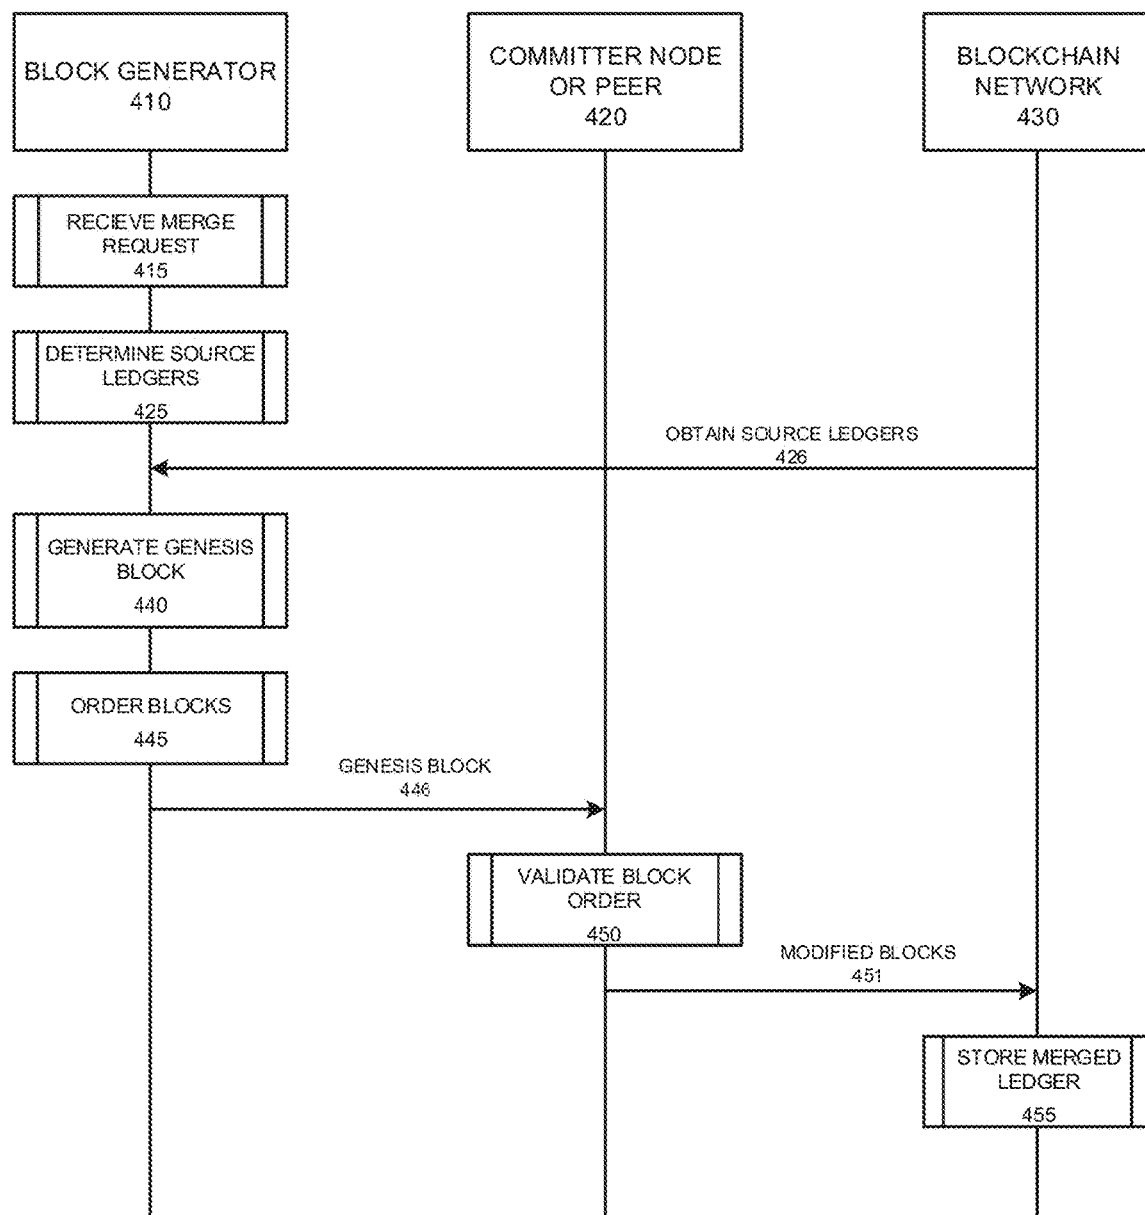 BLOCK GENERATOR
410
COMMITTER NODE
OR PEER
420
BLOCKCHAIN
NETWORK
430
RECIEVE MERGE
REQUEST
415
DETERMINE SOURCE
LEDGERS
425
OBTAIN SOURCE LEDGERS
426
GENERATE GENESIS
BLOCK
440
ORDER BLOCKS
445
GENESIS BLOCK
446
VALIDATE BLOCK
ORDER
450
MODIFIED BLOCKS
451
STORE MERGED
LEDGER
455